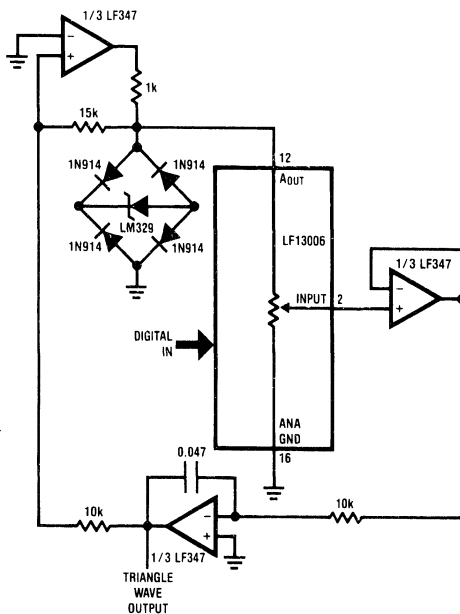 1/3 LF347
-
+
1k
15k
1N914
1N914
LM329
1N914
1N914
12
AOUT
LF13006
1/3 LF347
INPUT
2
-
+
DIGITAL
IN
ANA
GND
16
0.047
10k
-
+
10k
1/3 LF347
TRIANGLE
WAVE
OUTPUT